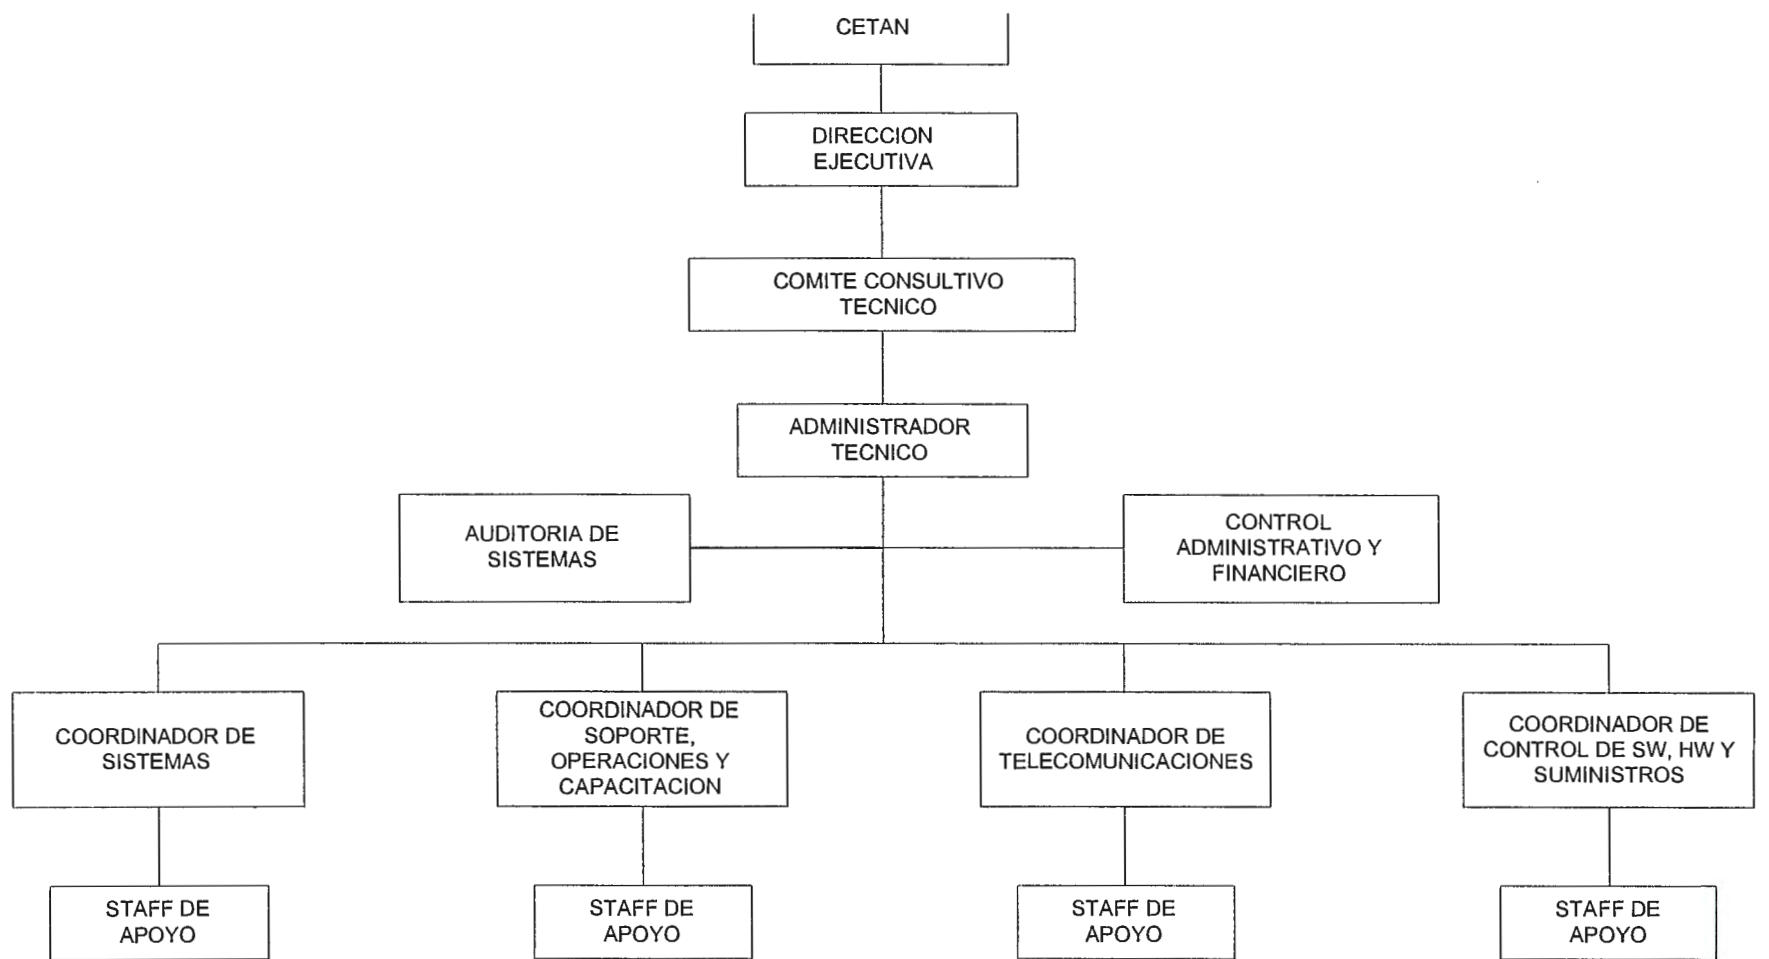 CETAN
DIRECCION
EJECUTIVA
COMITE CONSULTIVO
TECNICO
ADMINISTRADOR
TECNICO
AUDITORIA DE
SISTEMAS
CONTROL
ADMINISTRATIVO Y
FINANCIERO
COORDINADOR DE
SISTEMAS
COORDINADOR DE
SOPORTE,
OPERACIONES Y
CAPACITACION
COORDINADOR DE
TELECOMUNICACIONES
COORDINADOR DE
CONTROL DE SW, HW Y
SUMINISTROS
STAFF DE
APOYO
STAFF DE
APOYO
STAFF DE
APOYO
STAFF DE
APOYO